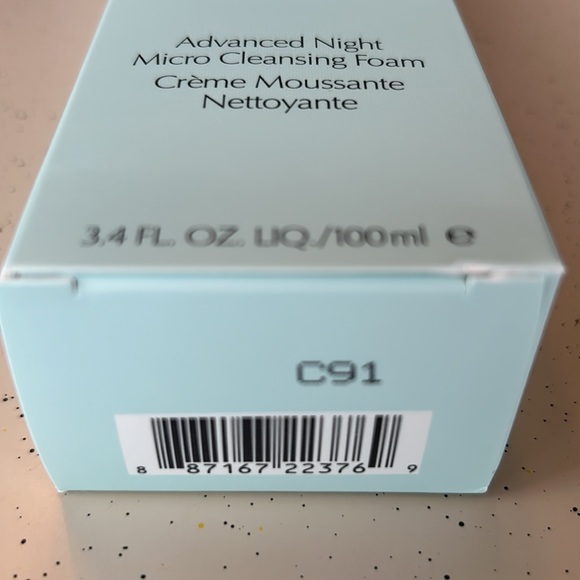 Advanced Night
Micro Cleansing Foam
Crème Moussante
Nettoyante
3.4 FL. OZ. LIQ./100ml ℮
C91
8 87167 22376 9